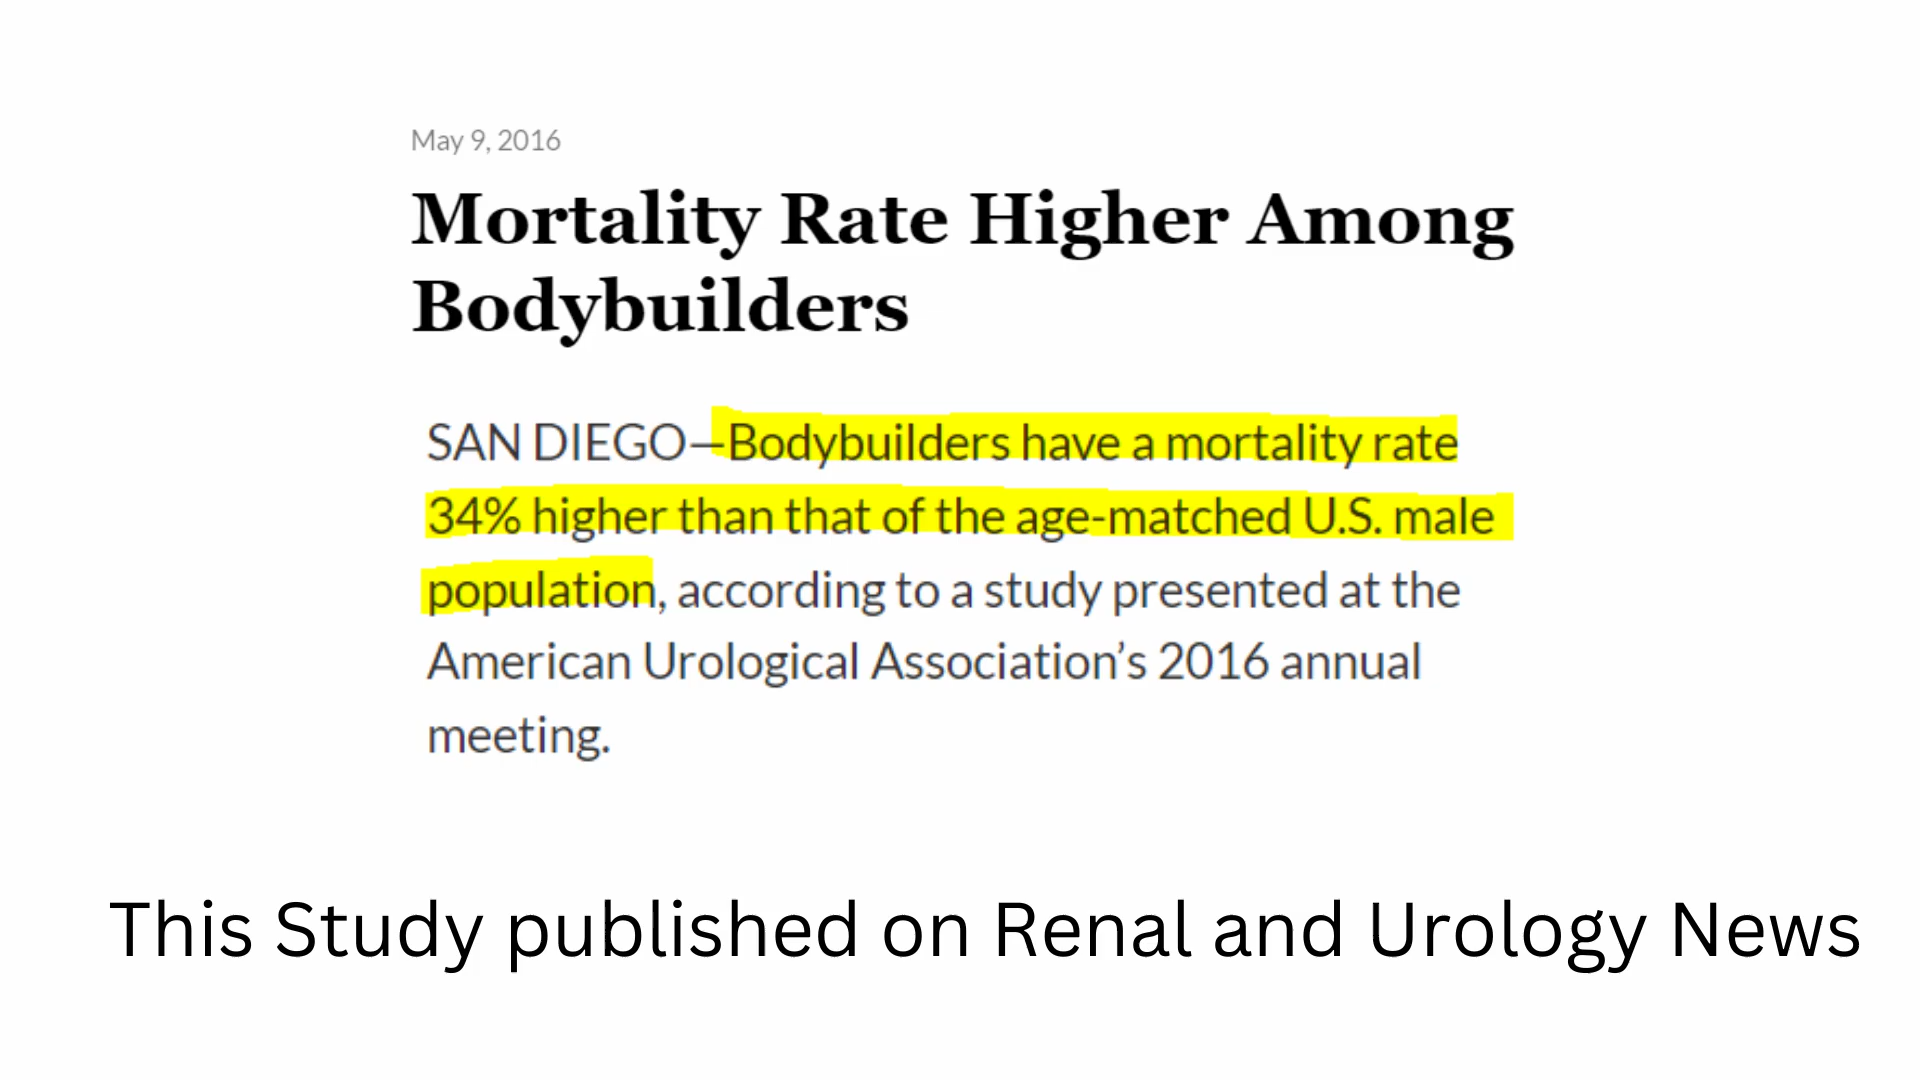 May 9, 2016
Mortality Rate Higher Among
Bodybuilders
SAN DIEGO—Bodybuilders have a mortality rate
34% higher than that of the age-matched U.S. male
population, according to a study presented at the
American Urological Association’s 2016 annual
meeting.
This Study published on Renal and Urology News